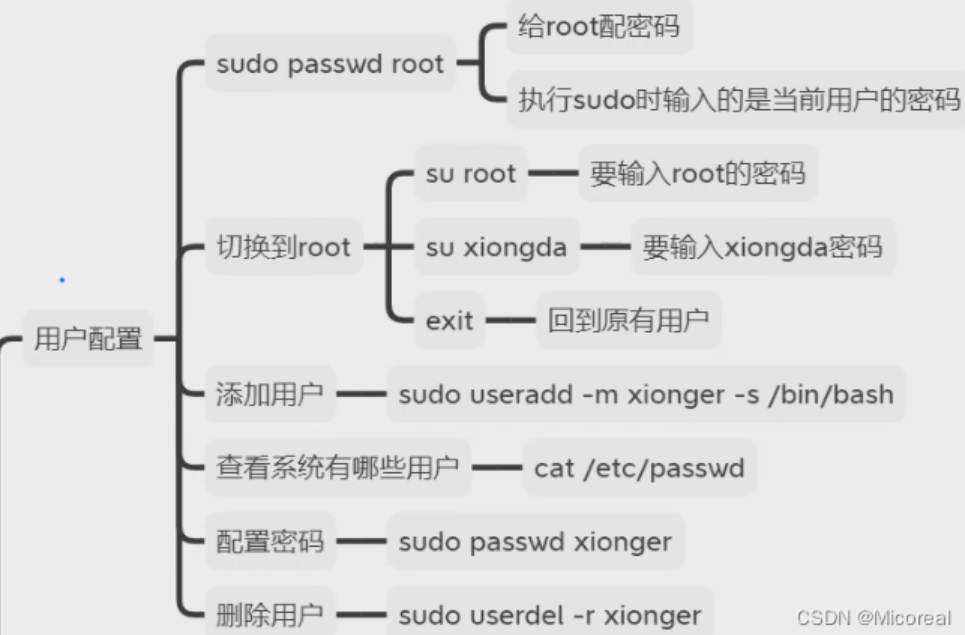 给root配密码
sudo passwd root
执行sudo时输入的是当前用户的密码
su root
要输入root的密码
切换到root
su xiongda
要输入xiongda密码
exit
回到原有用户
用户配置
添加用户
sudo useradd -m xionger -s /bin/bash
查看系统有哪些用户
cat /etc/passwd
配置密码
sudo passwd xionger
删除用户
sudo userdel -r xionger
CSDN @Micoreal